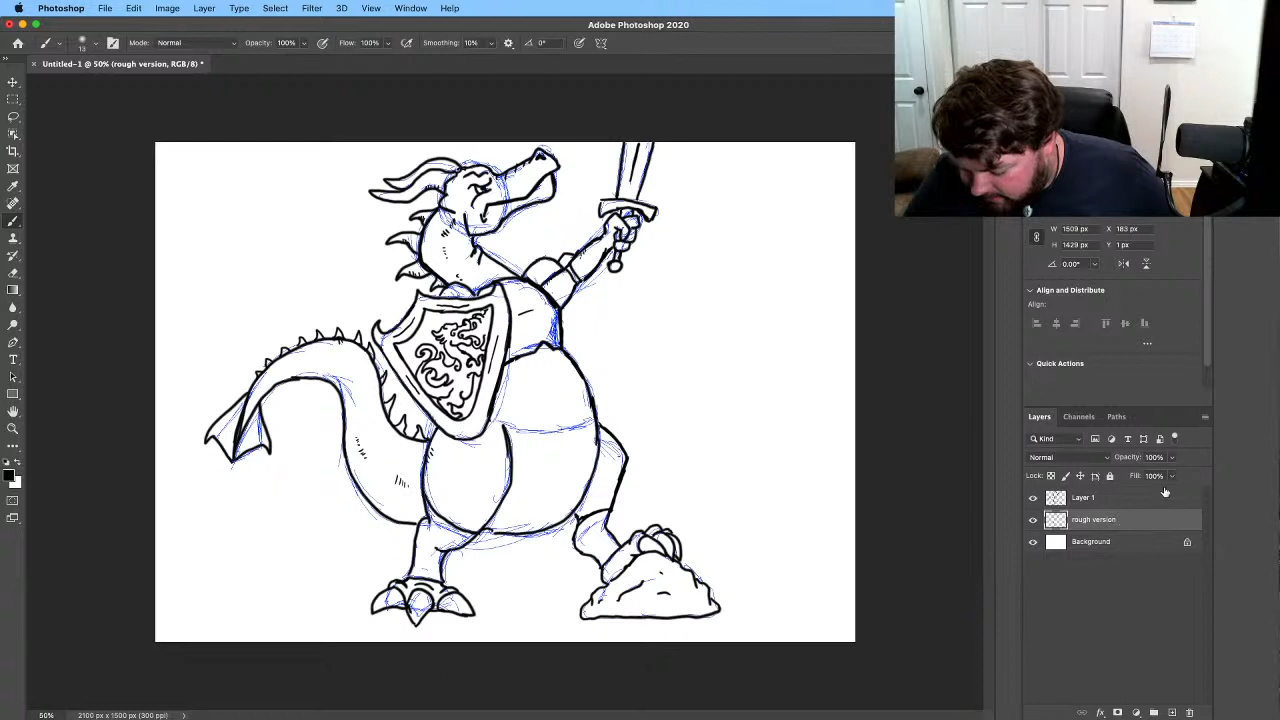 Photoshop File Edit Image Layer Type Select Filter 3D View Window Help
Adobe Photoshop 2020
13 Mode: Normal Opacity: 100% Flow: 100% Smoothing: 10% 0°
Untitled-1 @ 50% (rough version, RGB/8) *
W 1509 px X 183 px
H 1429 px Y 1 px
0.00°
Align and Distribute
Align:
Quick Actions
Layers Channels Paths
Kind
Normal Opacity: 100%
Lock: Fill: 100%
Layer 1
rough version
Background
50% 2100 px x 1500 px (300 ppi)